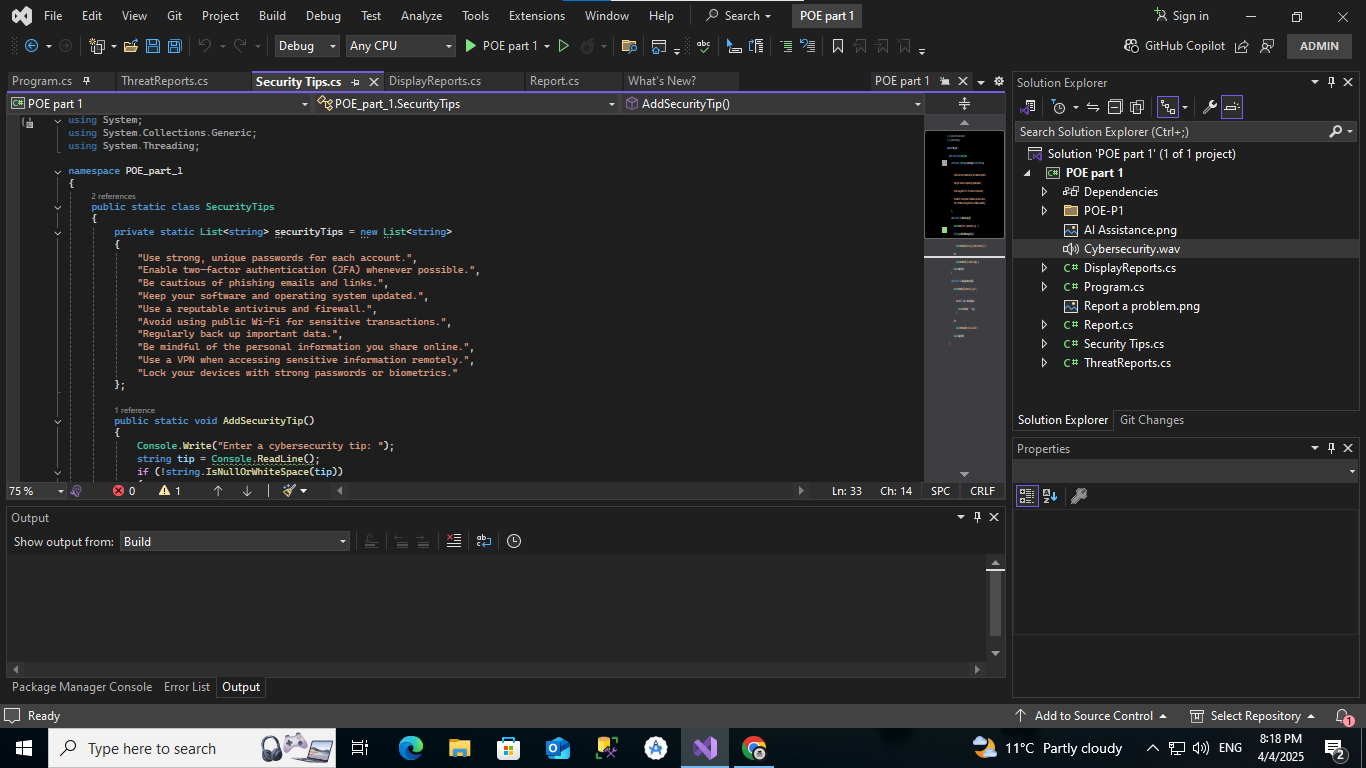 File Edit View Git Project Build Debug Test Analyze Tools Extensions Window Help Search POE part 1 Sign in
Debug Any CPU POE part 1 GitHub Copilot ADMIN
Program.cs ThreatReports.cs Security Tips.cs DisplayReports.cs Report.cs What's New? POE part 1
C# POE part 1 POE_part_1.SecurityTips AddSecurityTip()
using System;
using System.Collections.Generic;
using System.Threading;
namespace POE_part_1
{
2 references
public static class SecurityTips
{
private static List<string> securityTips = new List<string>
{
"Use strong, unique passwords for each account.",
"Enable two-factor authentication (2FA) whenever possible.",
"Be cautious of phishing emails and links.",
"Keep your software and operating system updated.",
"Use a reputable antivirus and firewall.",
"Avoid using public Wi-Fi for sensitive transactions.",
"Regularly back up important data.",
"Be mindful of the personal information you share online.",
"Use a VPN when accessing sensitive information remotely.",
"Lock your devices with strong passwords or biometrics."
};
1 reference
public static void AddSecurityTip()
{
Console.Write("Enter a cybersecurity tip: ");
string tip = Console.ReadLine();
if (!string.IsNullOrWhiteSpace(tip))
75 % 0 1 Ln: 33 Ch: 14 SPC CRLF
Output
Show output from: Build
Package Manager Console Error List Output
Solution Explorer
Search Solution Explorer (Ctrl+;)
Solution 'POE part 1' (1 of 1 project)
C# POE part 1
Dependencies
POE-P1
AI Assistance.png
Cybersecurity.wav
C# DisplayReports.cs
C# Program.cs
Report a problem.png
C# Report.cs
C# Security Tips.cs
C# ThreatReports.cs
Solution Explorer Git Changes
Properties
Ready Add to Source Control Select Repository 1
Type here to search 11°C Partly cloudy ENG 8:18 PM
4/4/2025 2